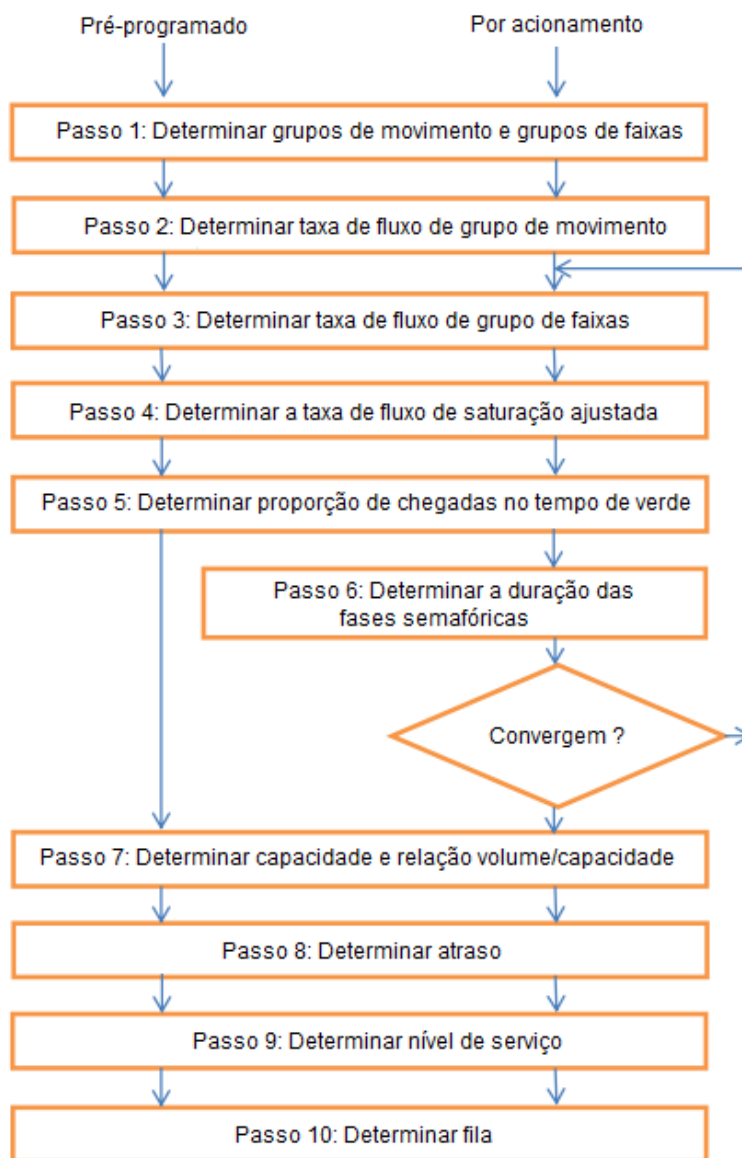 Pré-programado
Por acionamento
Passo 1: Determinar grupos de movimento e grupos de faixas
Passo 2: Determinar taxa de fluxo de grupo de movimento
Passo 3: Determinar taxa de fluxo de grupo de faixas
Passo 4: Determinar a taxa de fluxo de saturação ajustada
Passo 5: Determinar proporção de chegadas no tempo de verde
Passo 6: Determinar a duração das
fases semafóricas
Convergem ?
Passo 7: Determinar capacidade e relação volume/capacidade
Passo 8: Determinar atraso
Passo 9: Determinar nível de serviço
Passo 10: Determinar fila